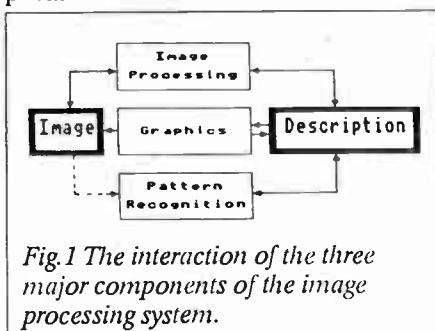 Image
Processing
Image
Graphics
Description
Pattern
Recognition
Fig.1 The interaction of the three
major components of the image
processing system.